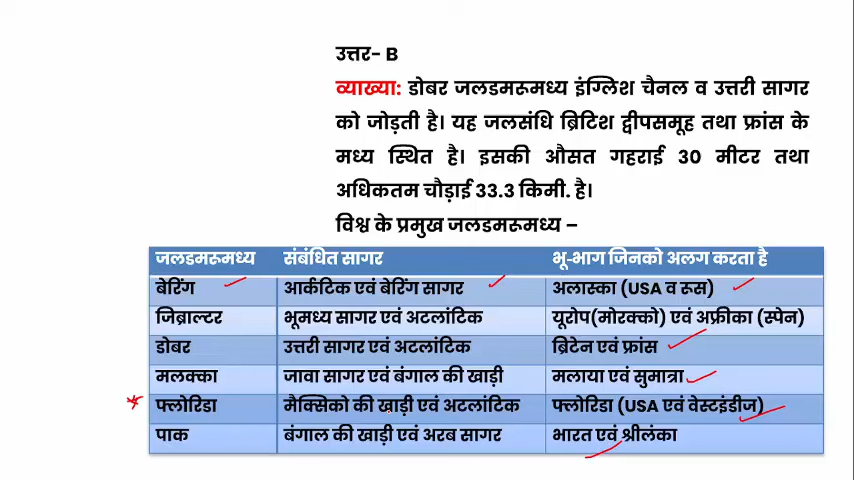 उत्तर- B
व्याख्या: डोबर जलडमरूमध्य इंग्लिश चैनल व उत्तरी सागर
को जोड़ती है। यह जलसंधि ब्रिटिश द्वीपसमूह तथा फ्रांस के
मध्य स्थित है। इसकी औसत गहराई 30 मीटर तथा
अधिकतम चौड़ाई 33.3 किमी. है।
विश्व के प्रमुख जलडमरूमध्य –
जलडमरूमध्य संबंधित सागर भू-भाग जिनको अलग करता है
बेरिंग आर्कटिक एवं बेरिंग सागर अलास्का (USA व रूस)
जिब्राल्टर भूमध्य सागर एवं अटलांटिक यूरोप(मोरक्को) एवं अफ्रीका (स्पेन)
डोबर उत्तरी सागर एवं अटलांटिक ब्रिटेन एवं फ्रांस
मलक्का जावा सागर एवं बंगाल की खाड़ी मलाया एवं सुमात्रा
फ्लोरिडा मैक्सिको की खाड़ी एवं अटलांटिक फ्लोरिडा (USA एवं वेस्टइंडीज)
पाक बंगाल की खाड़ी एवं अरब सागर भारत एवं श्रीलंका